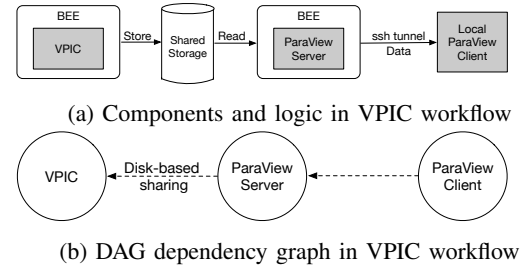 BEE
VPIC
Store
Shared
Storage
Read
BEE
ParaView
Server
ssh tunnel
Data
Local
ParaView
Client
(a) Components and logic in VPIC workflow
VPIC
Disk-based
sharing
ParaView
Server
ParaView
Client
(b) DAG dependency graph in VPIC workflow